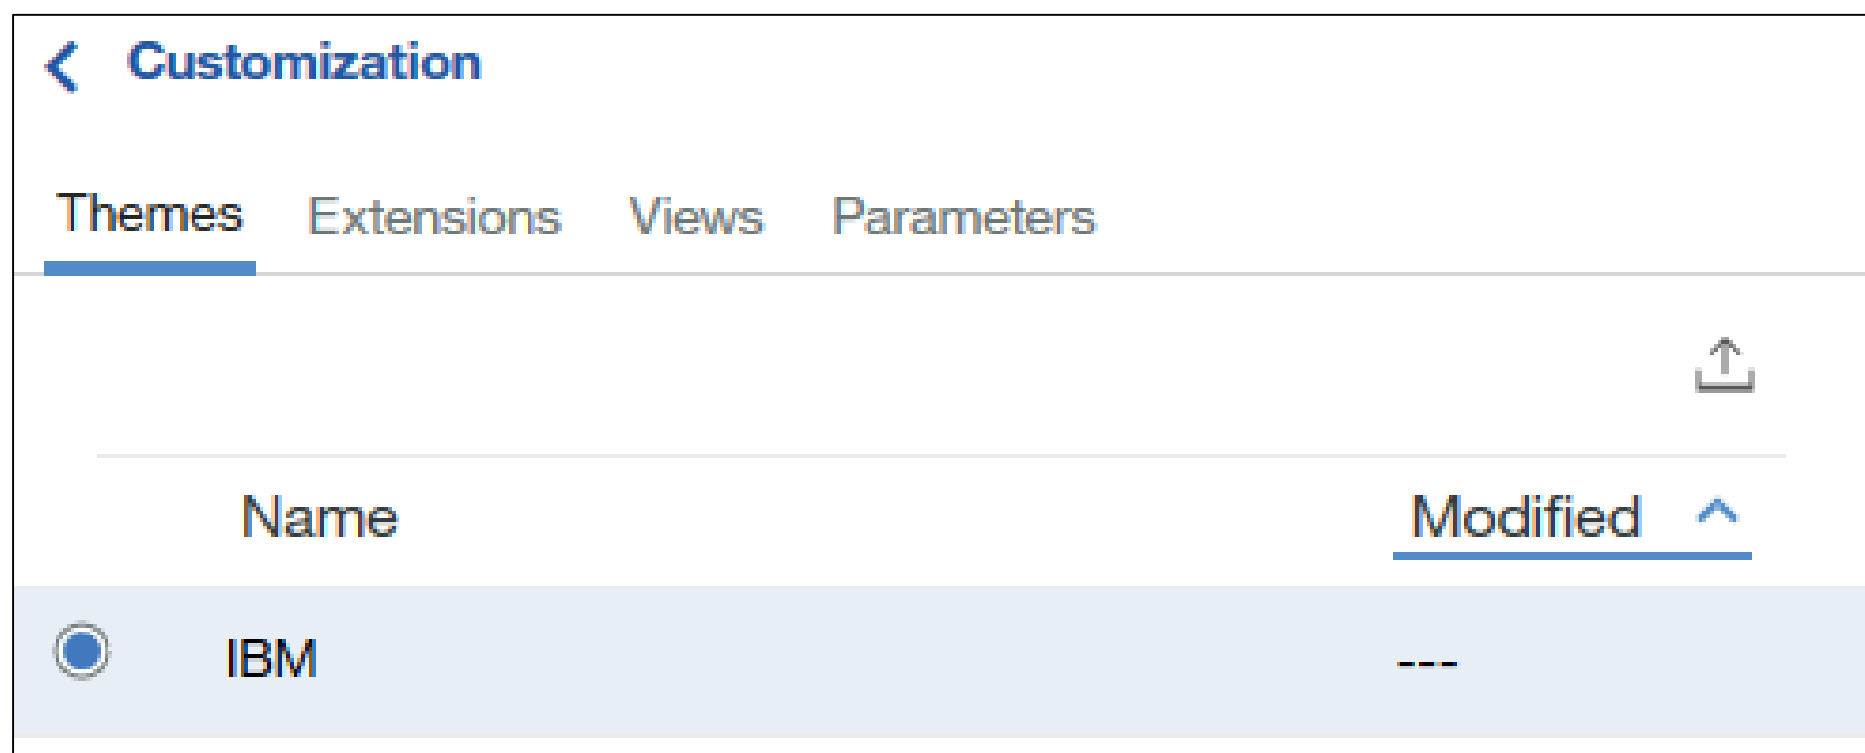 Customization
Themes Extensions Views Parameters
Name Modified
IBM ---